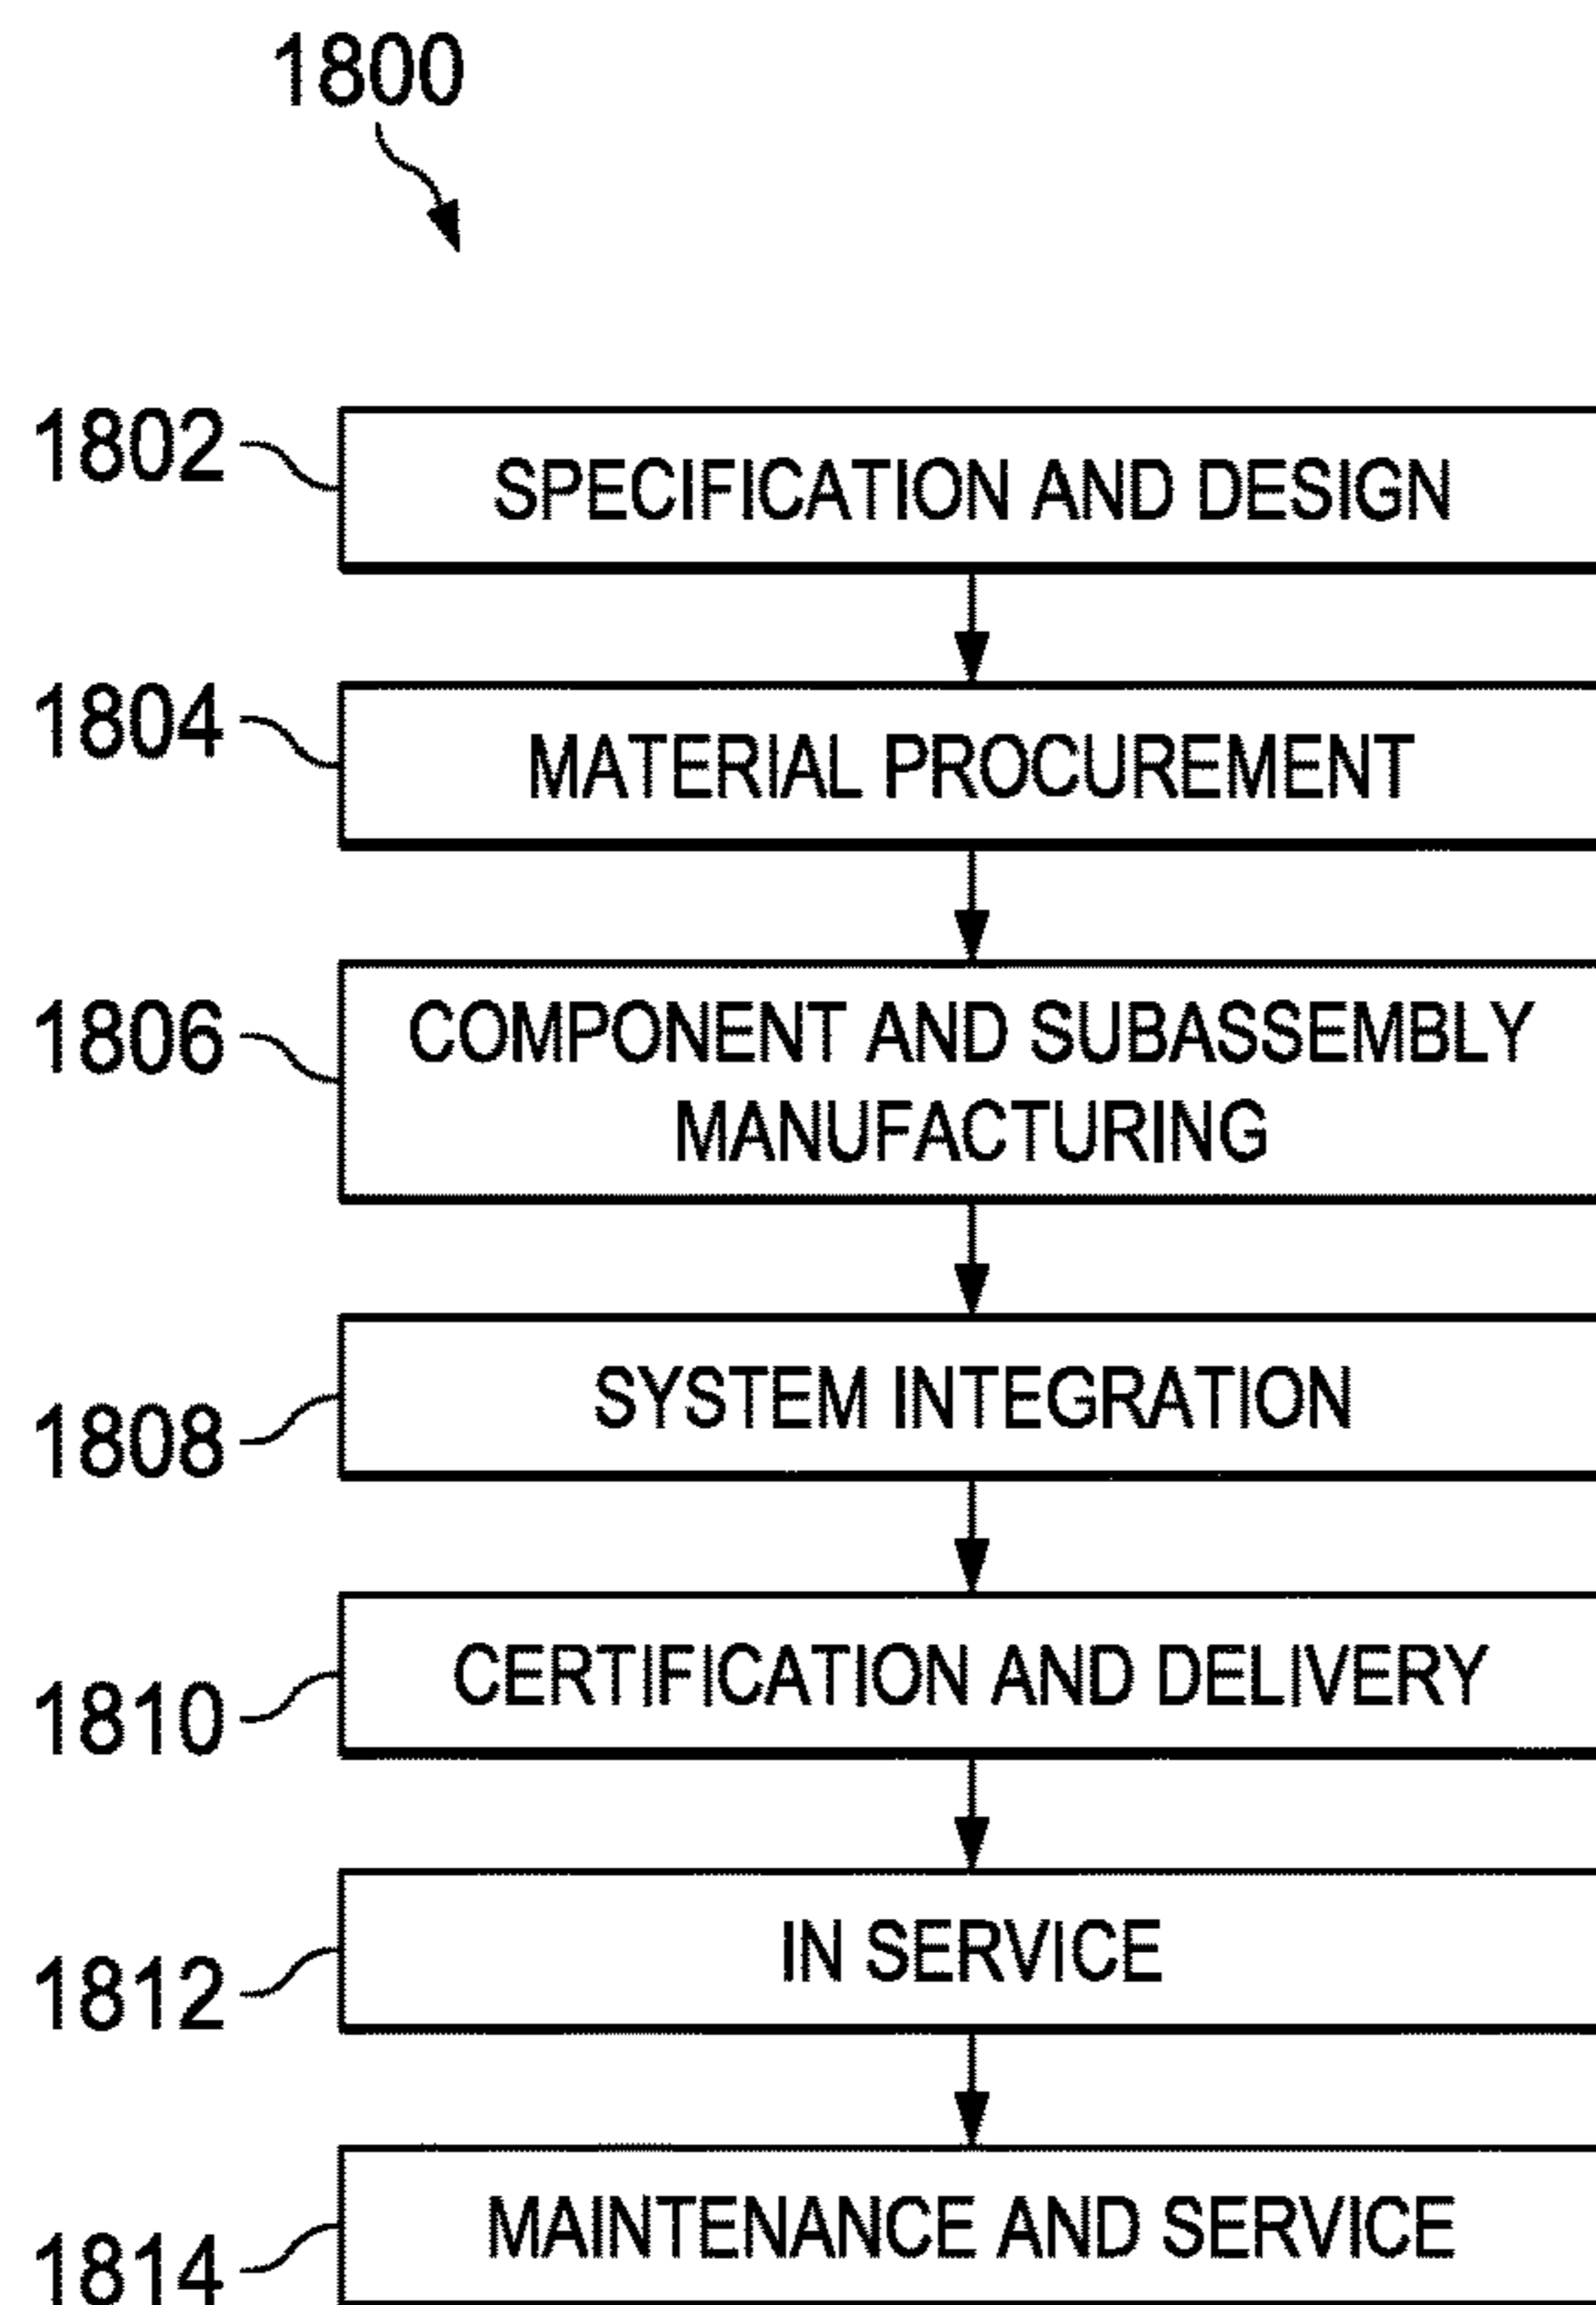 1800
1802
SPECIFICATION AND DESIGN
1804
MATERIAL PROCUREMENT
1806
COMPONENT AND SUBASSEMBLY
MANUFACTURING
1808
SYSTEM INTEGRATION
1810
CERTIFICATION AND DELIVERY
1812
IN SERVICE
1814
MAINTENANCE AND SERVICE